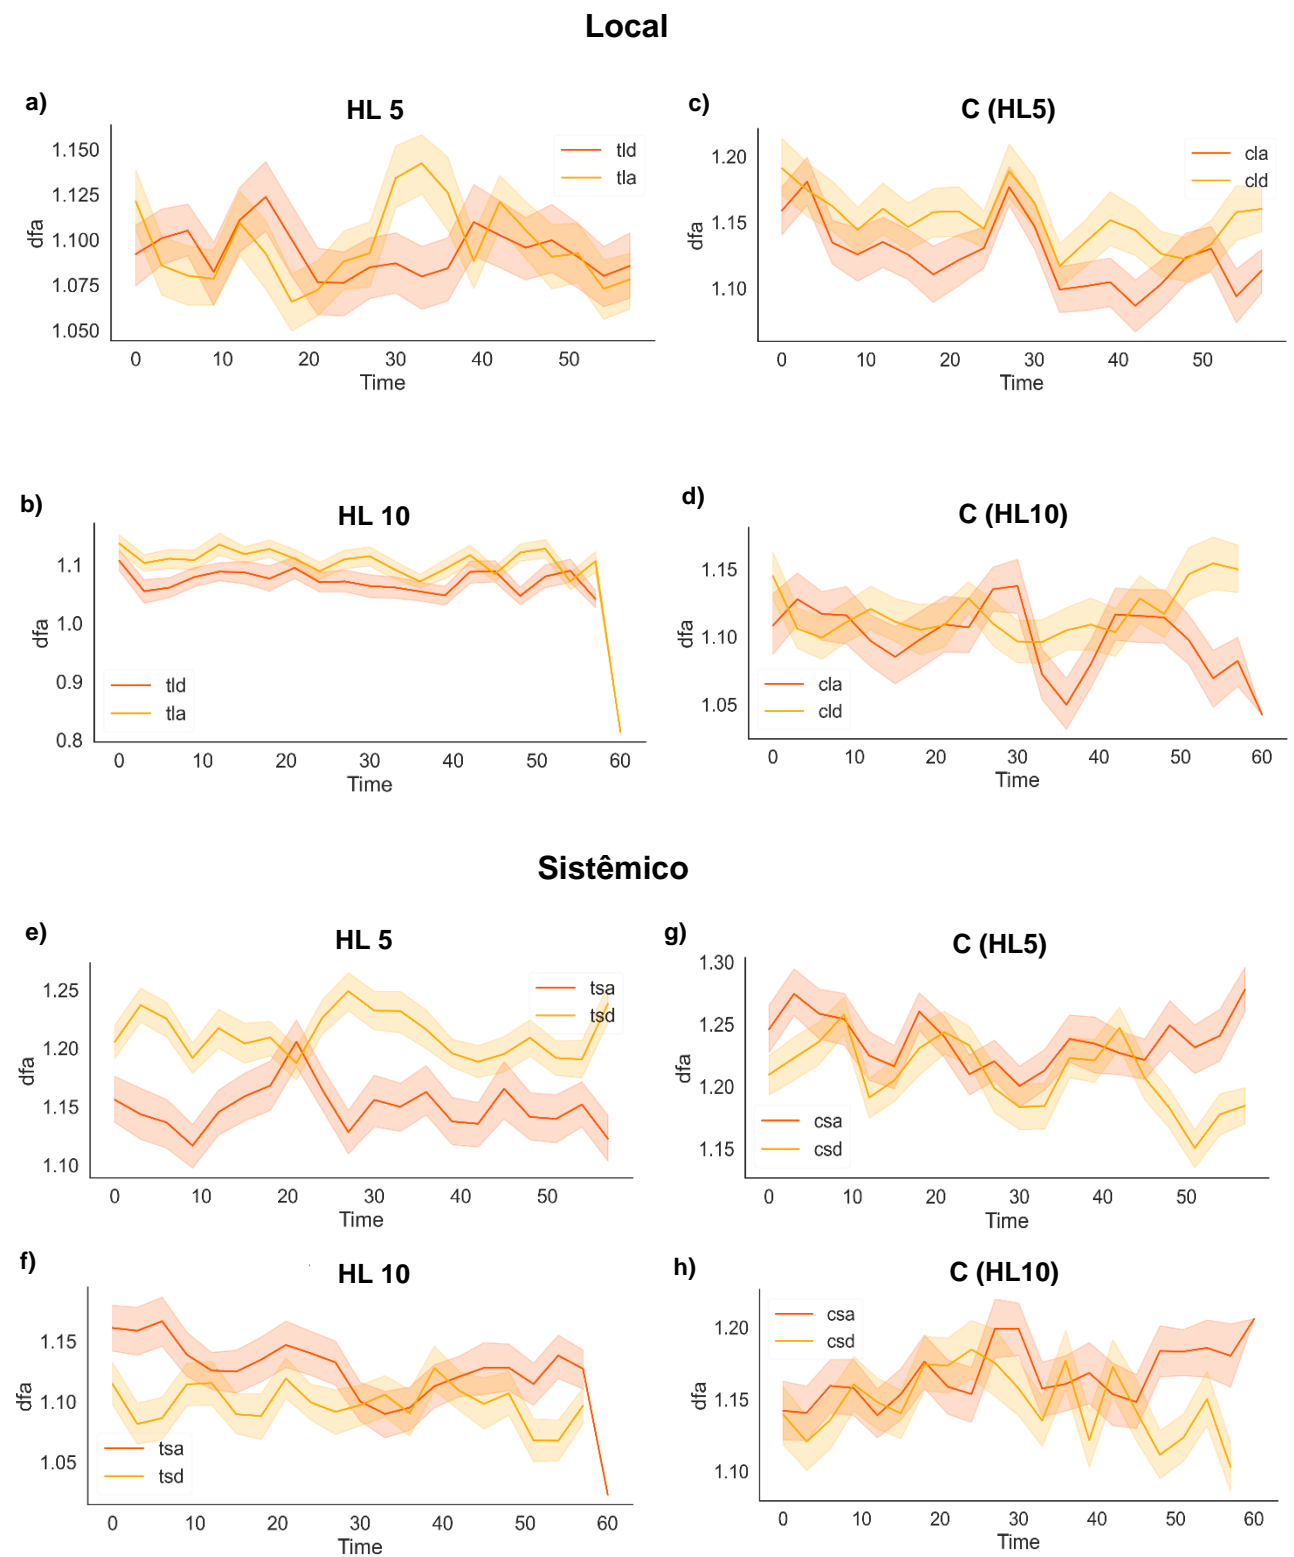 Local
a)
HL 5
1.150
1.125
1.100
1.075
1.050
dfa
tld
tla
0 10 20 30 40 50
Time
c)
C (HL5)
1.20
1.15
1.10
dfa
cla
cld
0 10 20 30 40 50
Time
b)
HL 10
1.1
1.0
0.9
0.8
dfa
tld
tla
0 10 20 30 40 50 60
Time
d)
C (HL10)
1.15
1.10
1.05
dfa
cla
cld
0 10 20 30 40 50 60
Time
Sistêmico
e)
HL 5
1.25
1.20
1.15
1.10
dfa
tsa
tsd
0 10 20 30 40 50
Time
g)
C (HL5)
1.30
1.25
1.20
1.15
dfa
csa
csd
0 10 20 30 40 50
Time
f)
HL 10
1.15
1.10
1.05
dfa
tsa
tsd
0 10 20 30 40 50 60
Time
h)
C (HL10)
1.20
1.15
1.10
dfa
csa
csd
0 10 20 30 40 50 60
Time